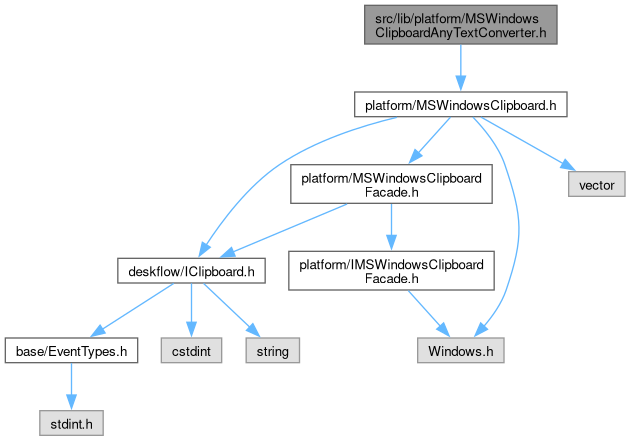 src/lib/platform/MSWindows
ClipboardAnyTextConverter.h
platform/MSWindowsClipboard.h
platform/MSWindowsClipboard
Facade.h
vector
deskflow/IClipboard.h
platform/IMSWindowsClipboard
Facade.h
base/EventTypes.h
cstdint
string
Windows.h
stdint.h